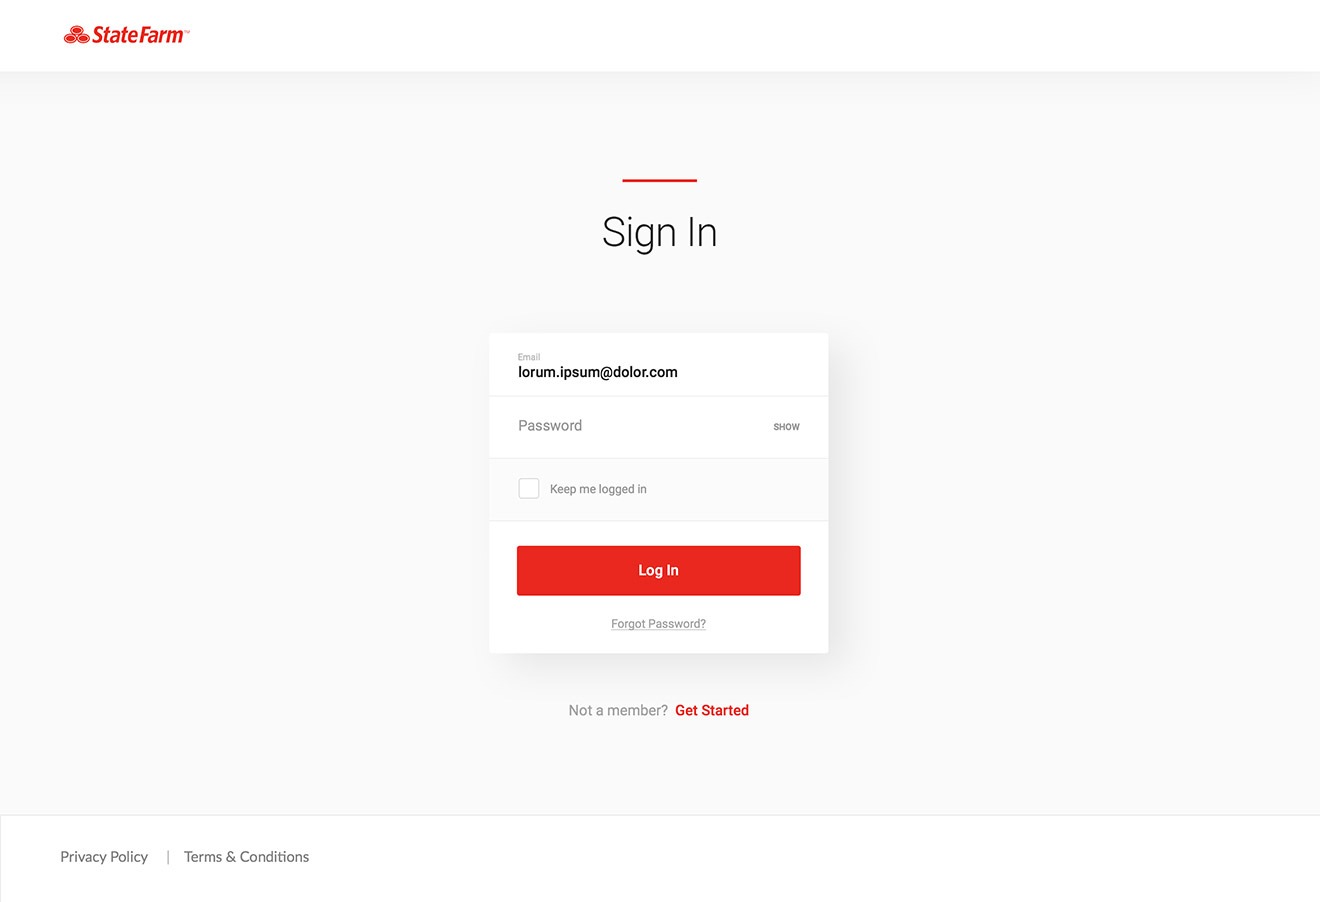 StateFarm™
Sign In
Email
lorum.ipsum@dolor.com
Password SHOW
Keep me logged in
Log In
Forgot Password?
Not a member? Get Started
Privacy Policy | Terms & Conditions